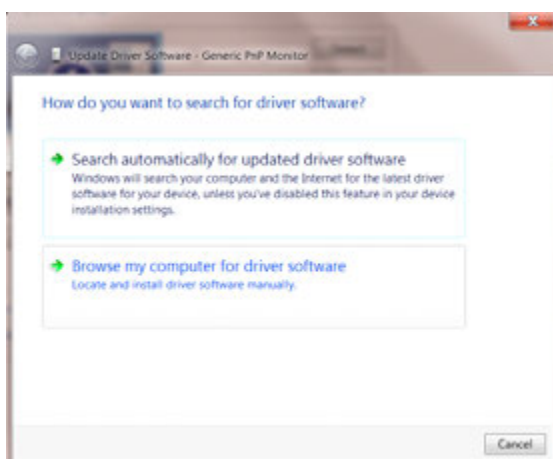 Update Driver Software - Generic PnP Monitor
How do you want to search for driver software?
Search automatically for updated driver software
Windows will search your computer and the Internet for the latest driver
software for your device, unless you've disabled this feature in your device
installation settings.
Browse my computer for driver software
Locate and install driver software manually.
Cancel